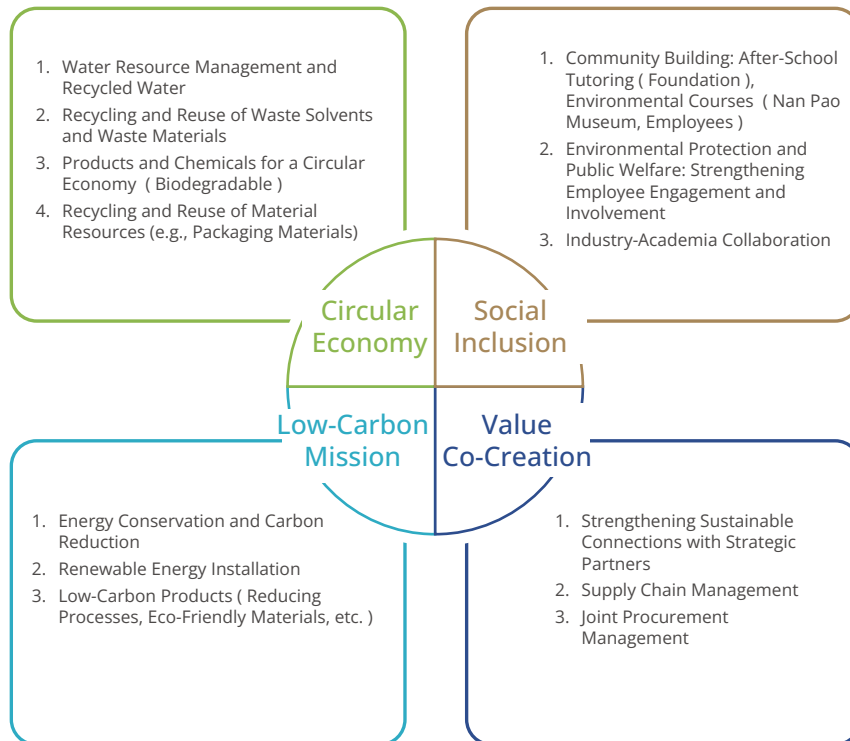 1. Water Resource Management and
Recycled Water
2. Recycling and Reuse of Waste Solvents
and Waste Materials
3. Products and Chemicals for a Circular
Economy ( Biodegradable )
4. Recycling and Reuse of Material
Resources (e.g., Packaging Materials)
1. Community Building: After-School
Tutoring ( Foundation ),
Environmental Courses ( Nan Pao
Museum, Employees )
2. Environmental Protection and
Public Welfare: Strengthening
Employee Engagement and
Involvement
3. Industry-Academia Collaboration
Circular
Economy
Social
Inclusion
Low-Carbon
Mission
Value
Co-Creation
1. Energy Conservation and Carbon
Reduction
2. Renewable Energy Installation
3. Low-Carbon Products ( Reducing
Processes, Eco-Friendly Materials, etc. )
1. Strengthening Sustainable
Connections with Strategic
Partners
2. Supply Chain Management
3. Joint Procurement
Management